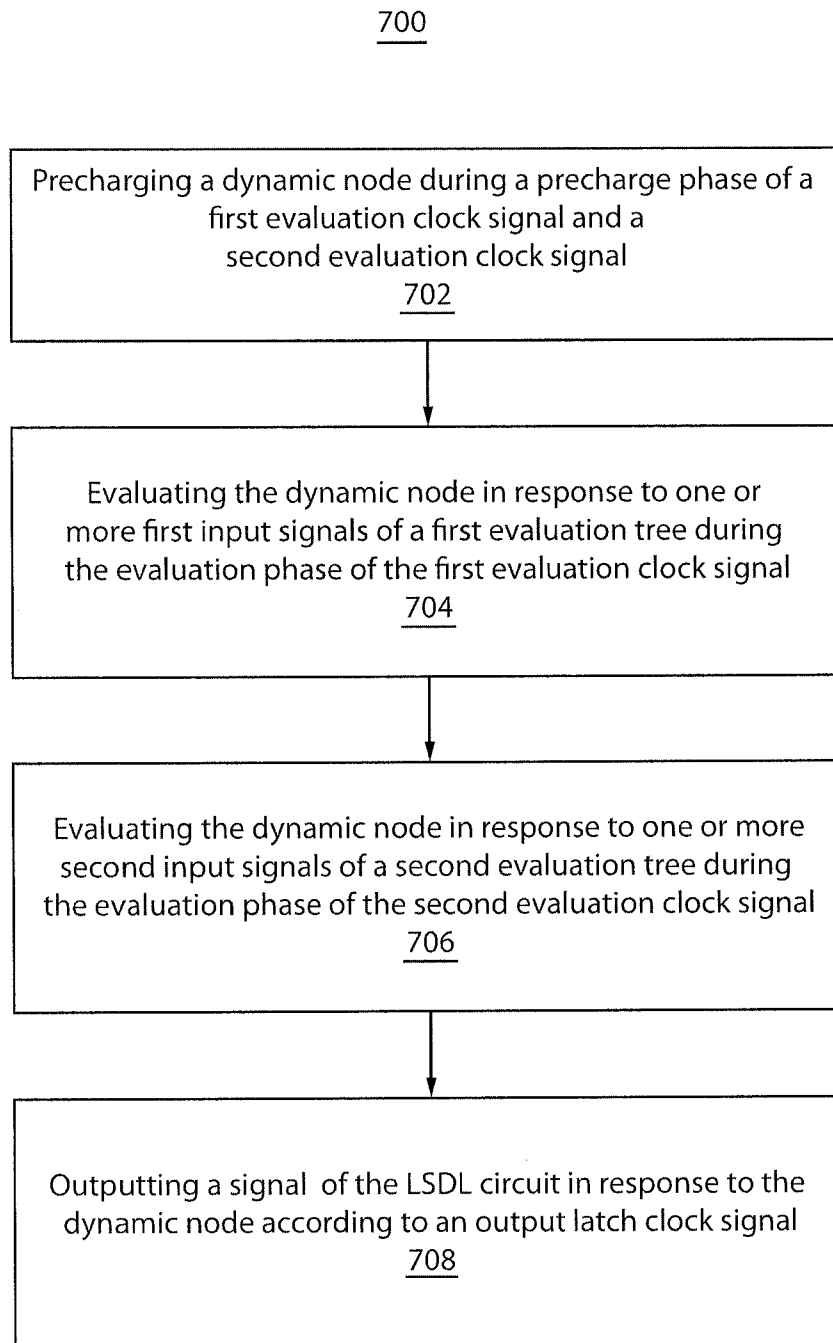 700
Precharging a dynamic node during a precharge phase of a
first evaluation clock signal and a
second evaluation clock signal
702
Evaluating the dynamic node in response to one or
more first input signals of a first evaluation tree during
the evaluation phase of the first evaluation clock signal
704
Evaluating the dynamic node in response to one or more
second input signals of a second evaluation tree during
the evaluation phase of the second evaluation clock signal
706
Outputting a signal of the LSDL circuit in response to the
dynamic node according to an output latch clock signal
708